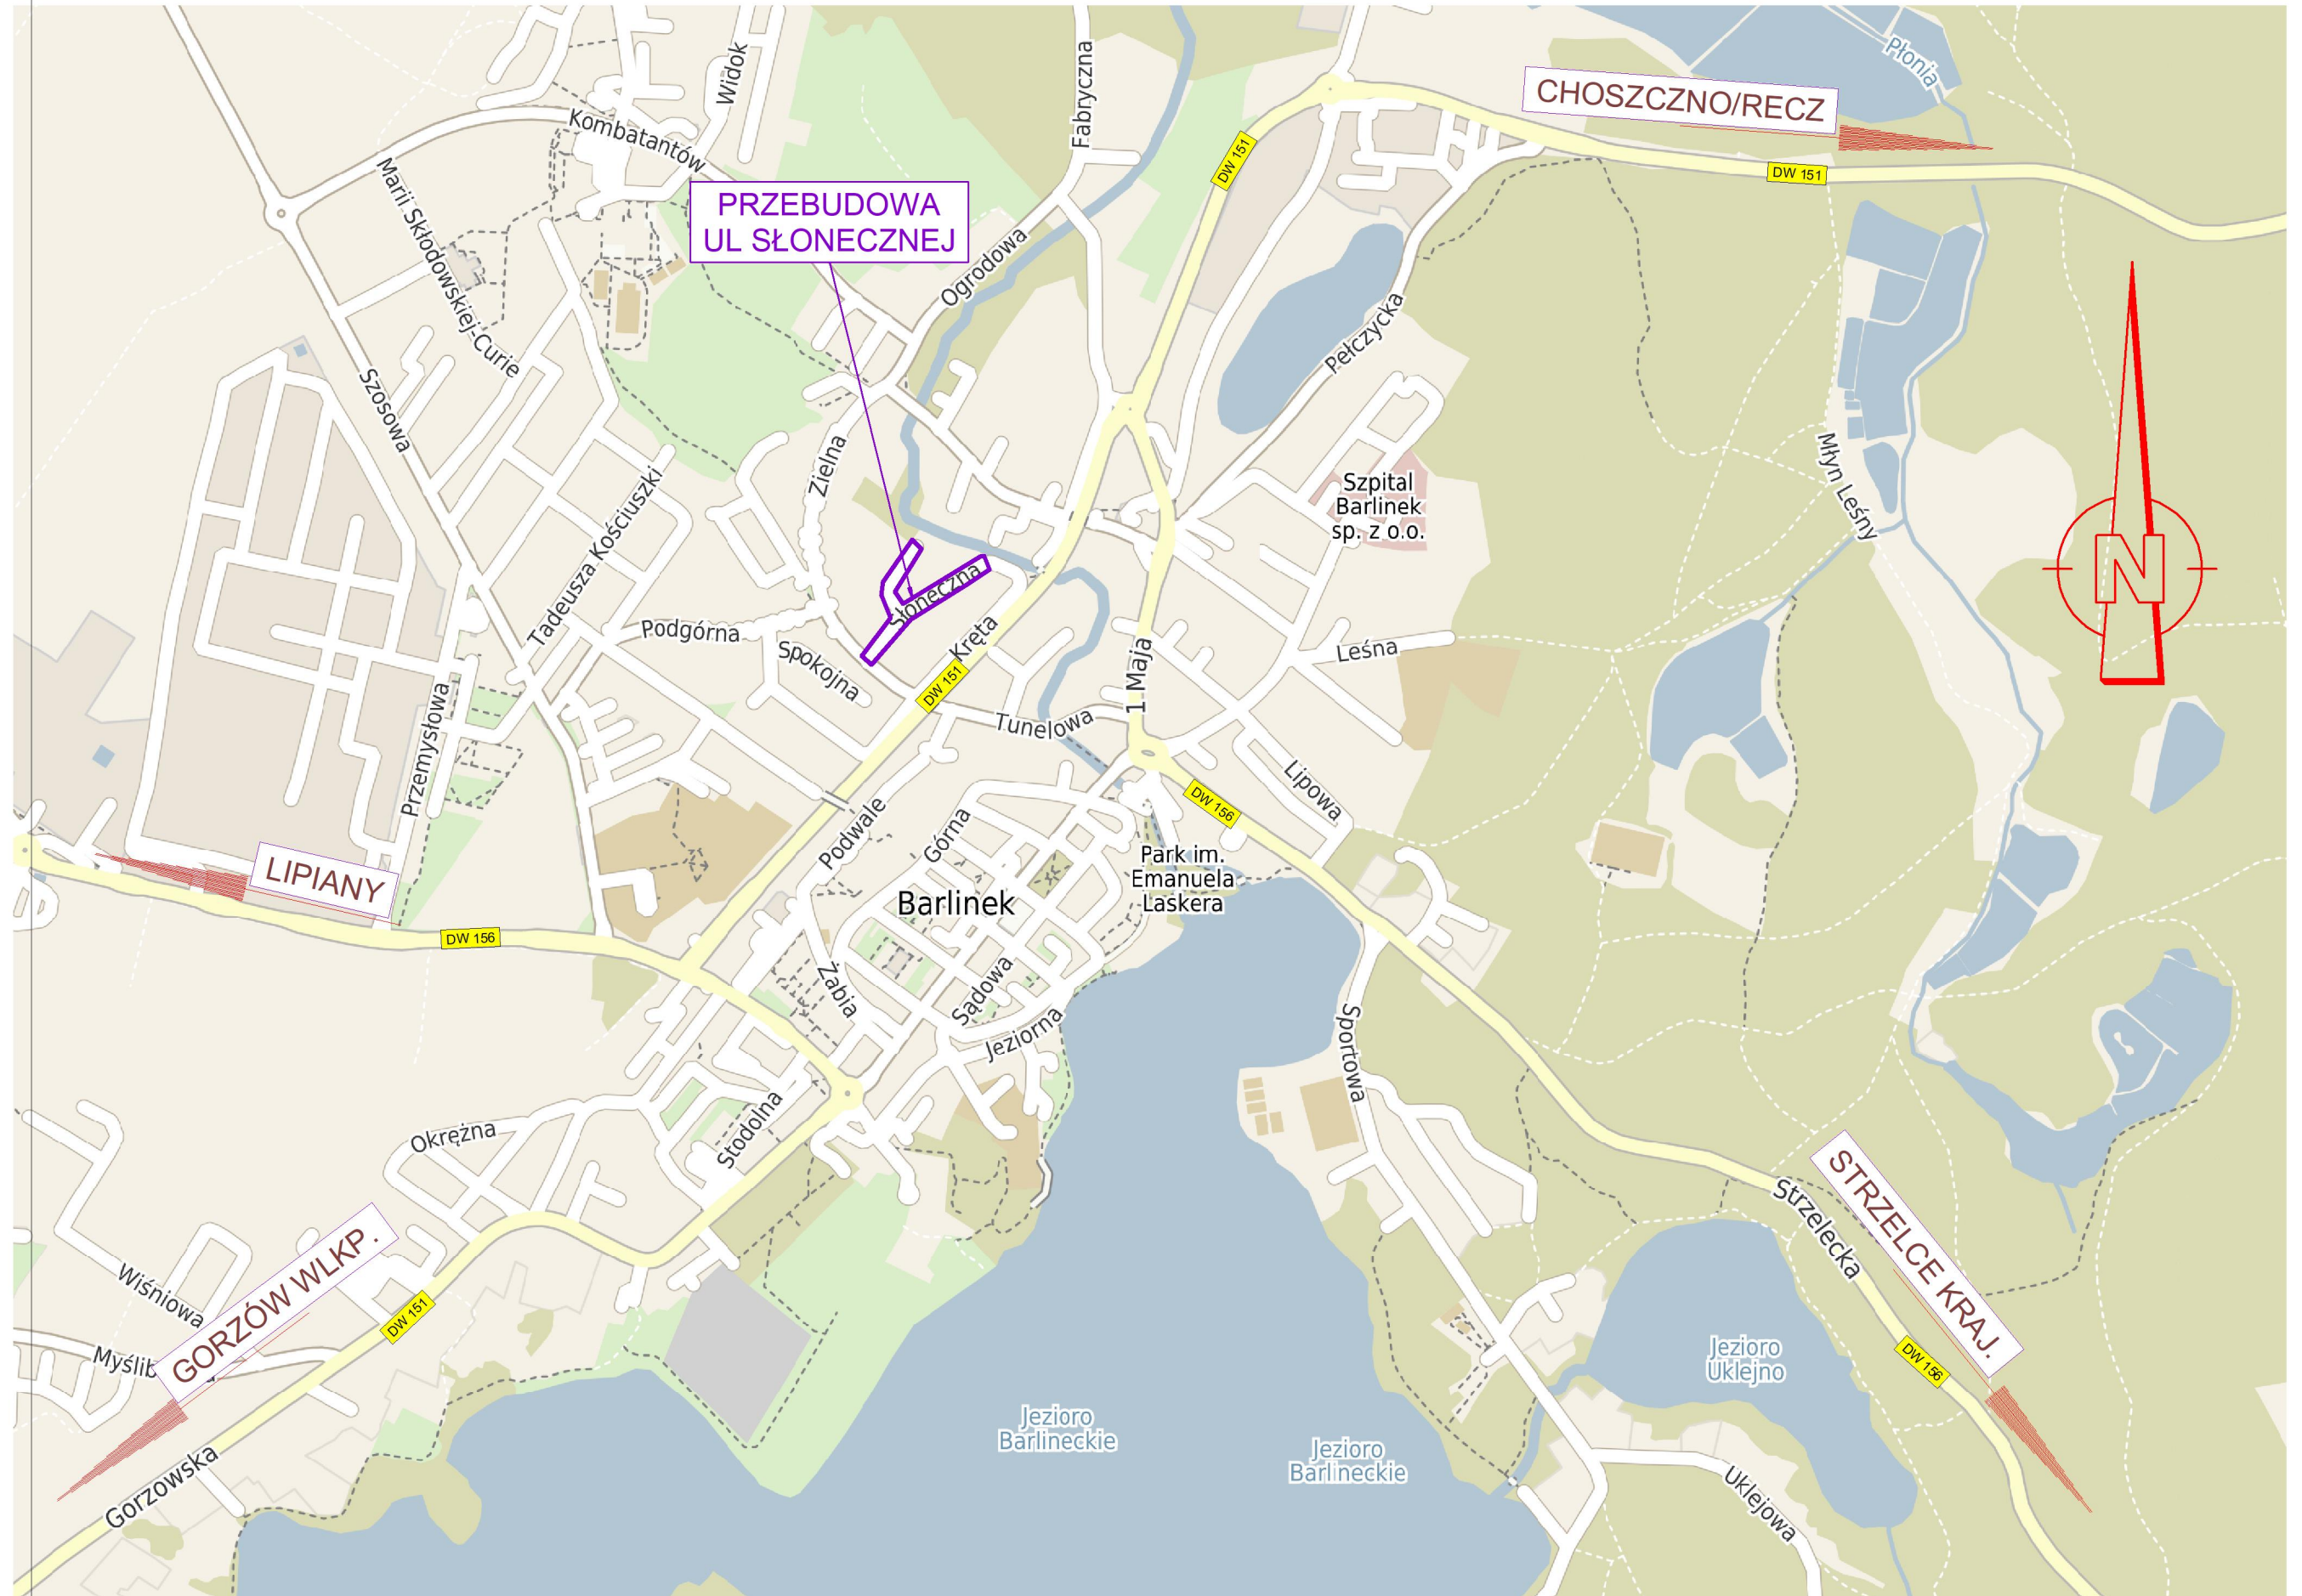 Płonia
Widok
Fabryczna
CHOSZCZNO/RECZ
Kombatantów
DW 151
DW 151
Marii Skłodowskiej-Curie
PRZEBUDOWA
UL SŁONECZNEJ
Ogrodowa
Pełczycka
Szosowa
Zielna
Młyn Leśny
Tadeusza Kościuszki
Szpital
Barlinek
sp. z o.o.
N
Słoneczna
Podgórna
Kręta
Leśna
Spokojna
1 Maja
DW 151
Przemysłowa
Tunelowa
Lipowa
DW 156
Podwale
Górna
LIPIANY
Park im.
Emanuela
Laskera
Barlinek
DW 156
Żabia
Sądowa
Jeziorna
Sportowa
Okrężna
Stodolna
STRZELCE KRAJ.
Strzelecka
GORZÓW WLKP.
Wiśniowa
DW 151
Jezioro
Uklejno
DW 156
Jezioro
Barlineckie
Jezioro
Barlineckie
Gorzowska
Uklejowa